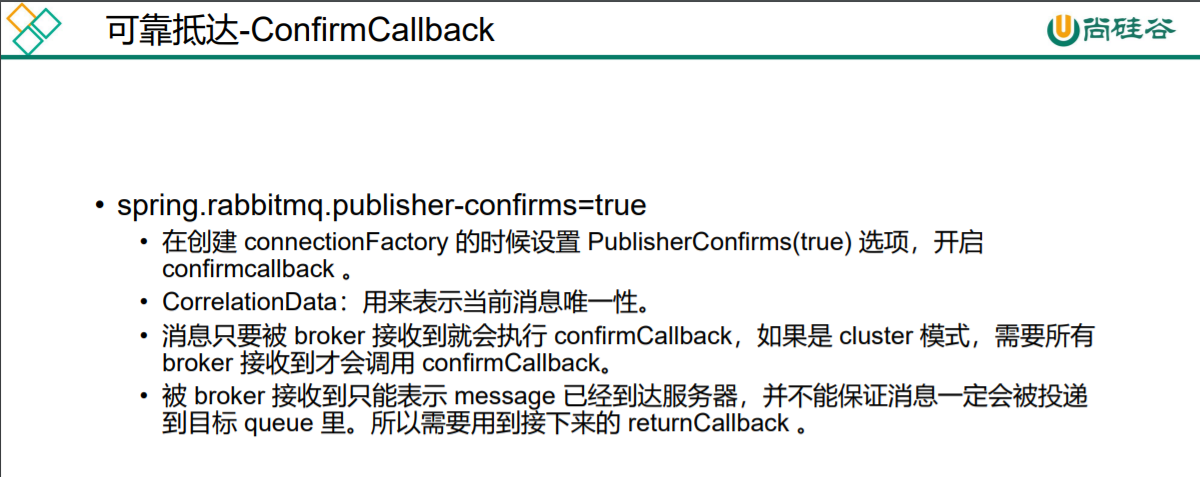 可靠抵达-ConfirmCallback
尚硅谷
• spring.rabbitmq.publisher-confirms=true
• 在创建 connectionFactory 的时候设置 PublisherConfirms(true) 选项，开启
confirmcallback 。
• CorrelationData：用来表示当前消息唯一性。
• 消息只要被 broker 接收到就会执行 confirmCallback，如果是 cluster 模式，需要所有
broker 接收到才会调用 confirmCallback。
• 被 broker 接收到只能表示 message 已经到达服务器，并不能保证消息一定会被投递
到目标 queue 里。所以需要用到接下来的 returnCallback 。